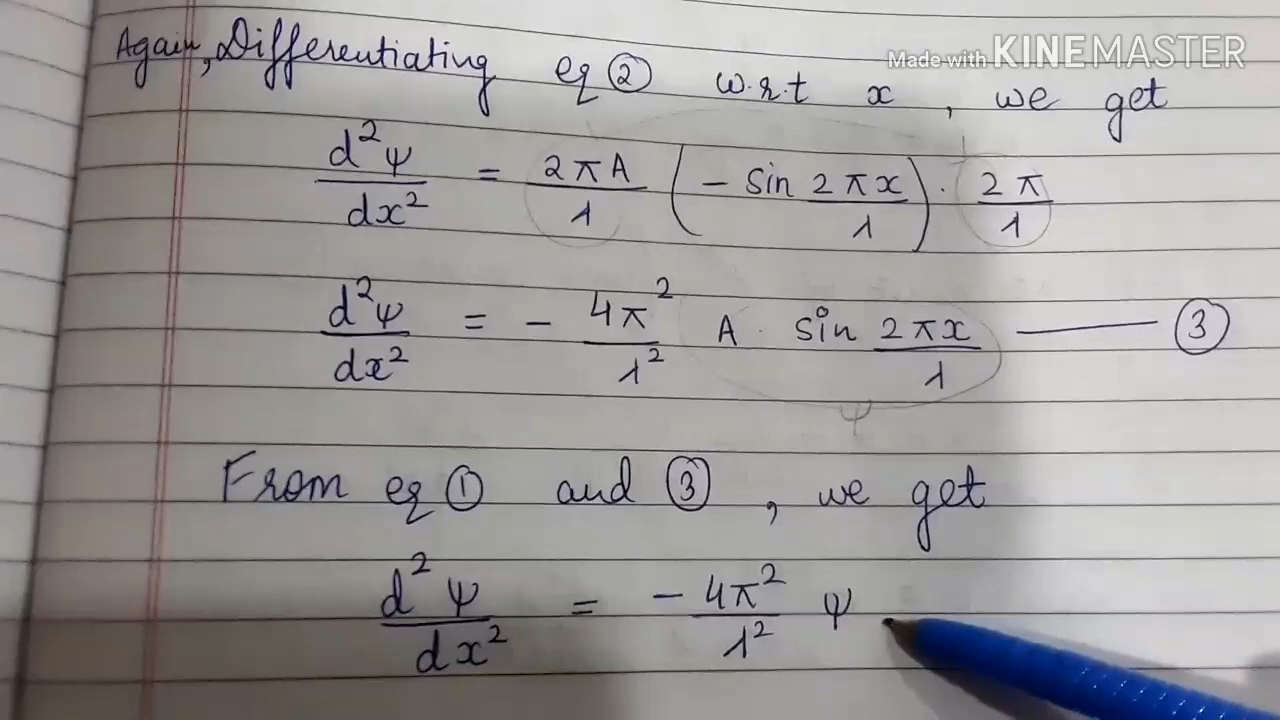 Made with KINEMASTER
Again, Differentiating eq ② w.r.t x, we get
d²ψ/dx² = 2πA/λ (- Sin 2πx/λ) . 2π/λ
d²ψ/dx² = - 4π²/λ² A . sin 2πx/λ —— ③
ψ
From eq ① and ③, we get
d²ψ/dx² = - 4π²/λ² ψ